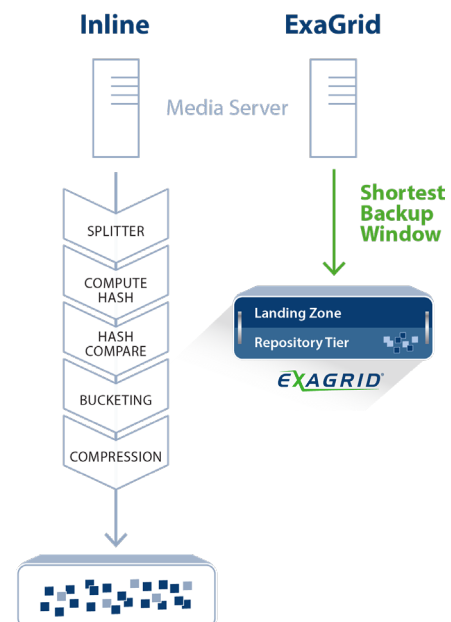 Inline
ExaGrid
Media Server
SPLITTER
COMPUTE
HASH
HASH
COMPARE
BUCKETING
COMPRESSION
Shortest
Backup
Window
Landing Zone
Repository Tier
EXAGRID®